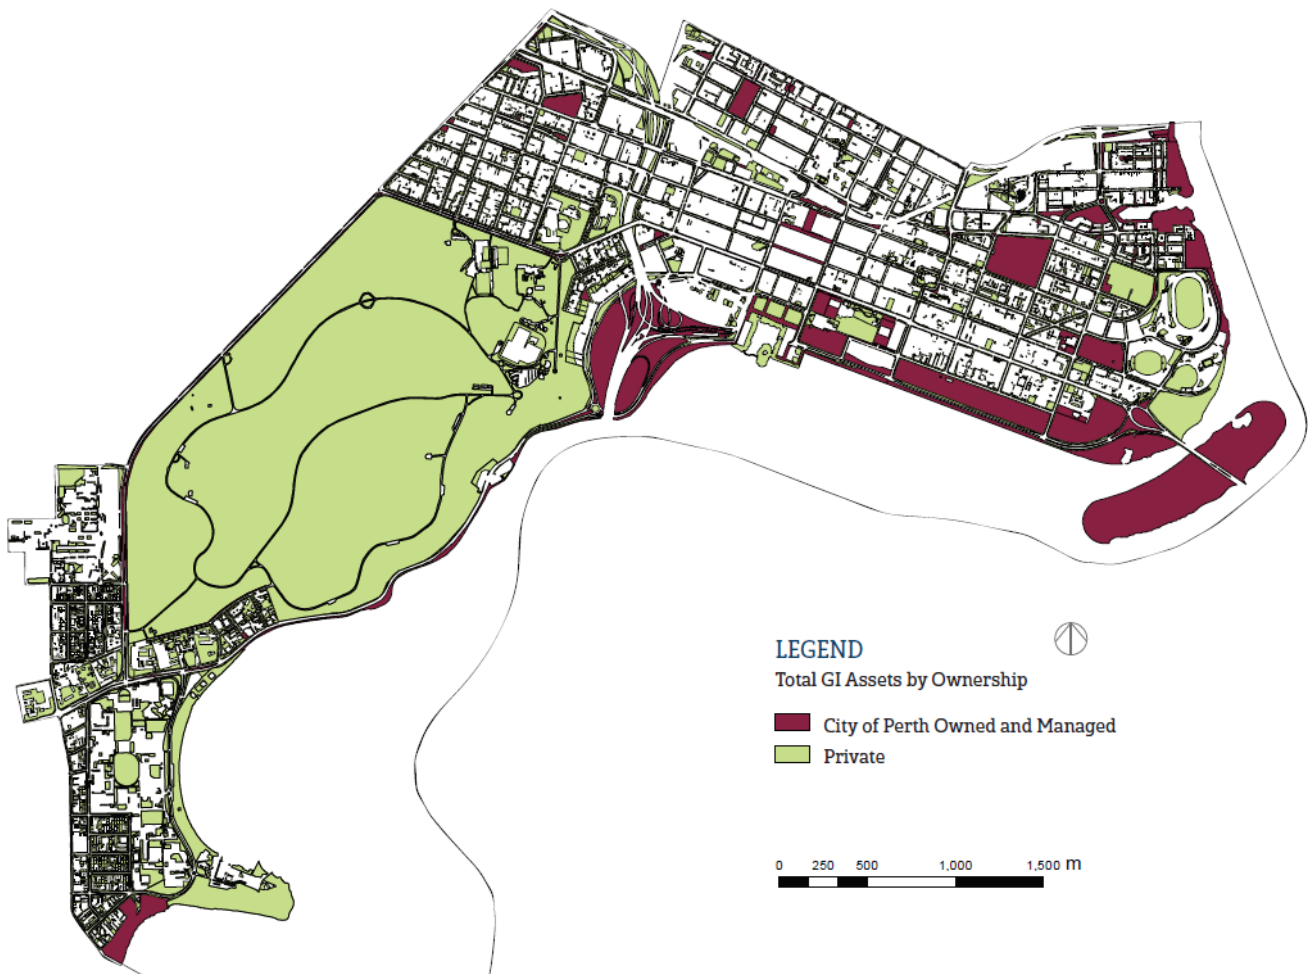 LEGEND
Total GI Assets by Ownership
City of Perth Owned and Managed
Private
0 250 500 1,000 1,500 m